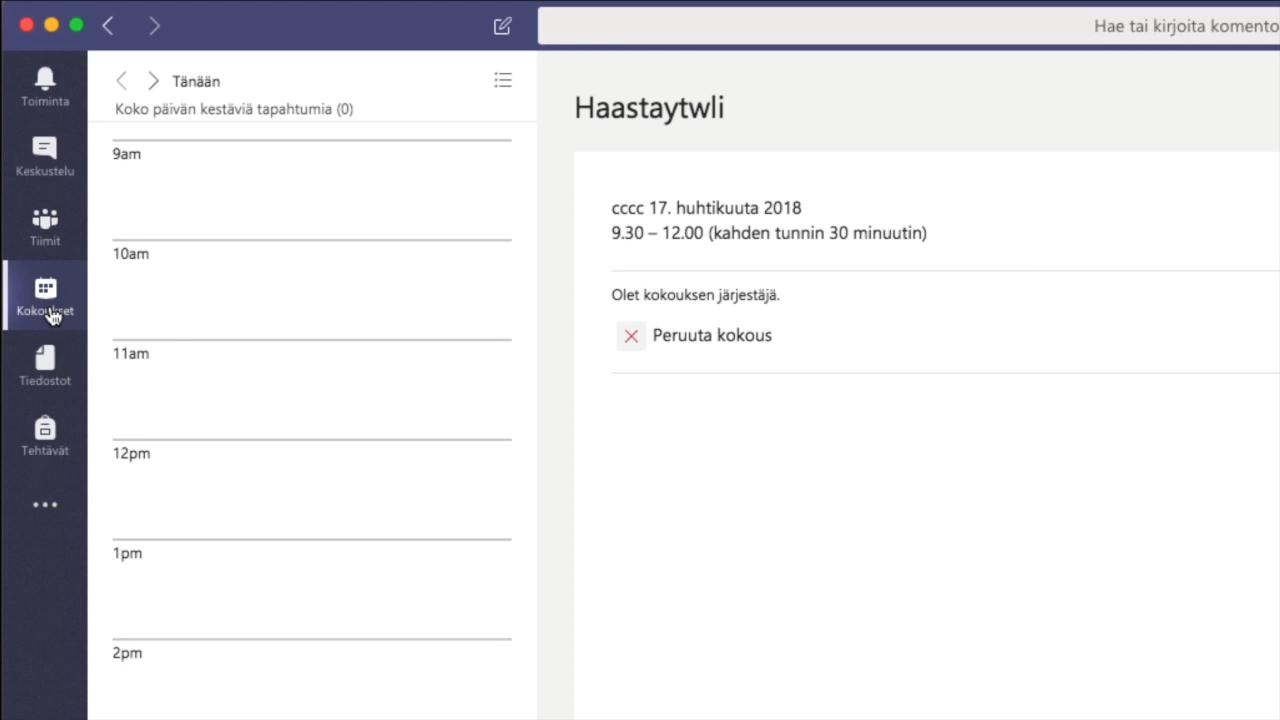 Hae tai kirjoita komento
Toiminta
Keskustelu
Tiimit
Kokoukset
Tiedostot
Tehtävät
Tänään
Koko päivän kestäviä tapahtumia (0)
9am
10am
11am
12pm
1pm
2pm
Haastaytwli
cccc 17. huhtikuuta 2018
9.30 – 12.00 (kahden tunnin 30 minuutin)
Olet kokouksen järjestäjä.
Peruuta kokous